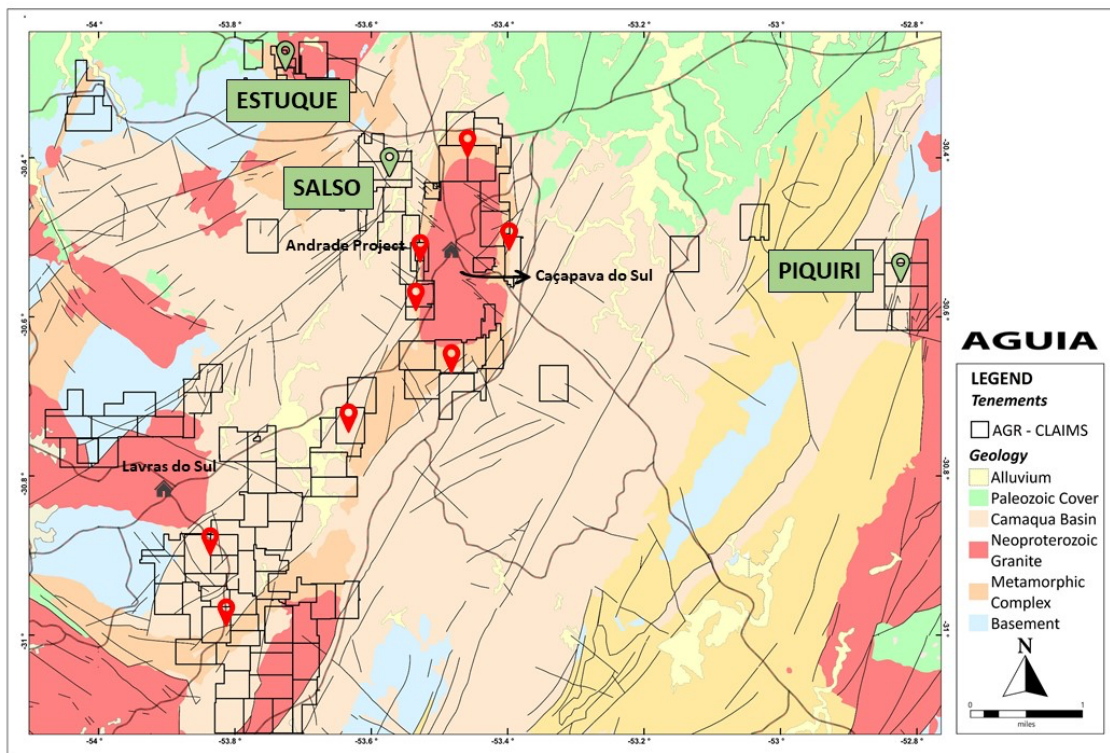 -54 °
-53.8 °
-53.6 °
-53.4 °
-53.2 °
-53 °
-52.8 °
ESTUQUE
-30.4 °
SALSO
-30.4 °
Andrade Project
Caçapava do Sul
PIQUIRI
-30.6 °
-30.6 °
Lavras do Sul
-30.8 °
-30.8 °
-31 °
-31 °
-54 °
-53.8 °
-53.6 °
-53.4 °
-53.2 °
-53 °
-52.8 °
AGUIA
LEGEND
Tenements
AGR - CLAIMS
Geology
Alluvium
Paleozoic Cover
Camaqua Basin
Neoproterozoic
Granite
Metamorphic
Complex
Basement
N
0 1
miles